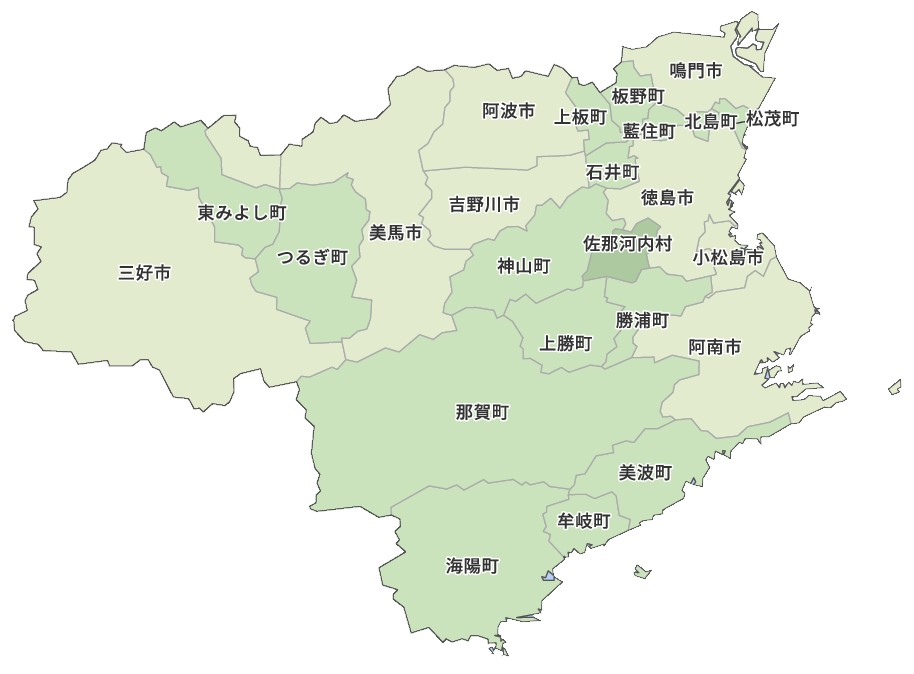 鳴門市
板野町
阿波市
上板町
北島町
松茂町
藍住町
石井町
徳島市
吉野川市
東みよし町
美馬市
佐那河内村
つるぎ町
小松島市
神山町
三好市
勝浦町
上勝町
阿南市
那賀町
美波町
牟岐町
海陽町